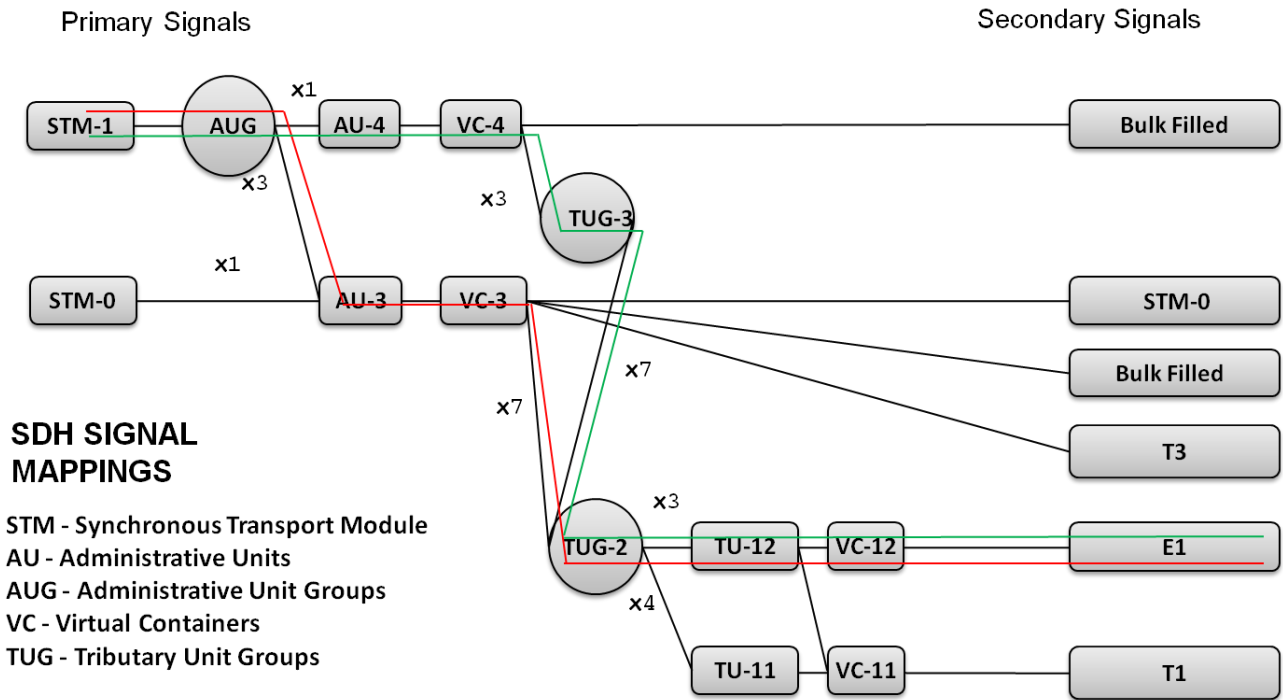 Primary Signals
Secondary Signals
x1
STM-1
AUG
AU-4
VC-4
Bulk Filled
x3
x3
TUG-3
x1
STM-0
AU-3
VC-3
STM-0
x7
Bulk Filled
x7
SDH SIGNAL
MAPPINGS
T3
x3
STM - Synchronous Transport Module
AU - Administrative Units
AUG - Administrative Unit Groups
VC - Virtual Containers
TUG - Tributary Unit Groups
TUG-2
TU-12
VC-12
E1
x4
TU-11
VC-11
T1